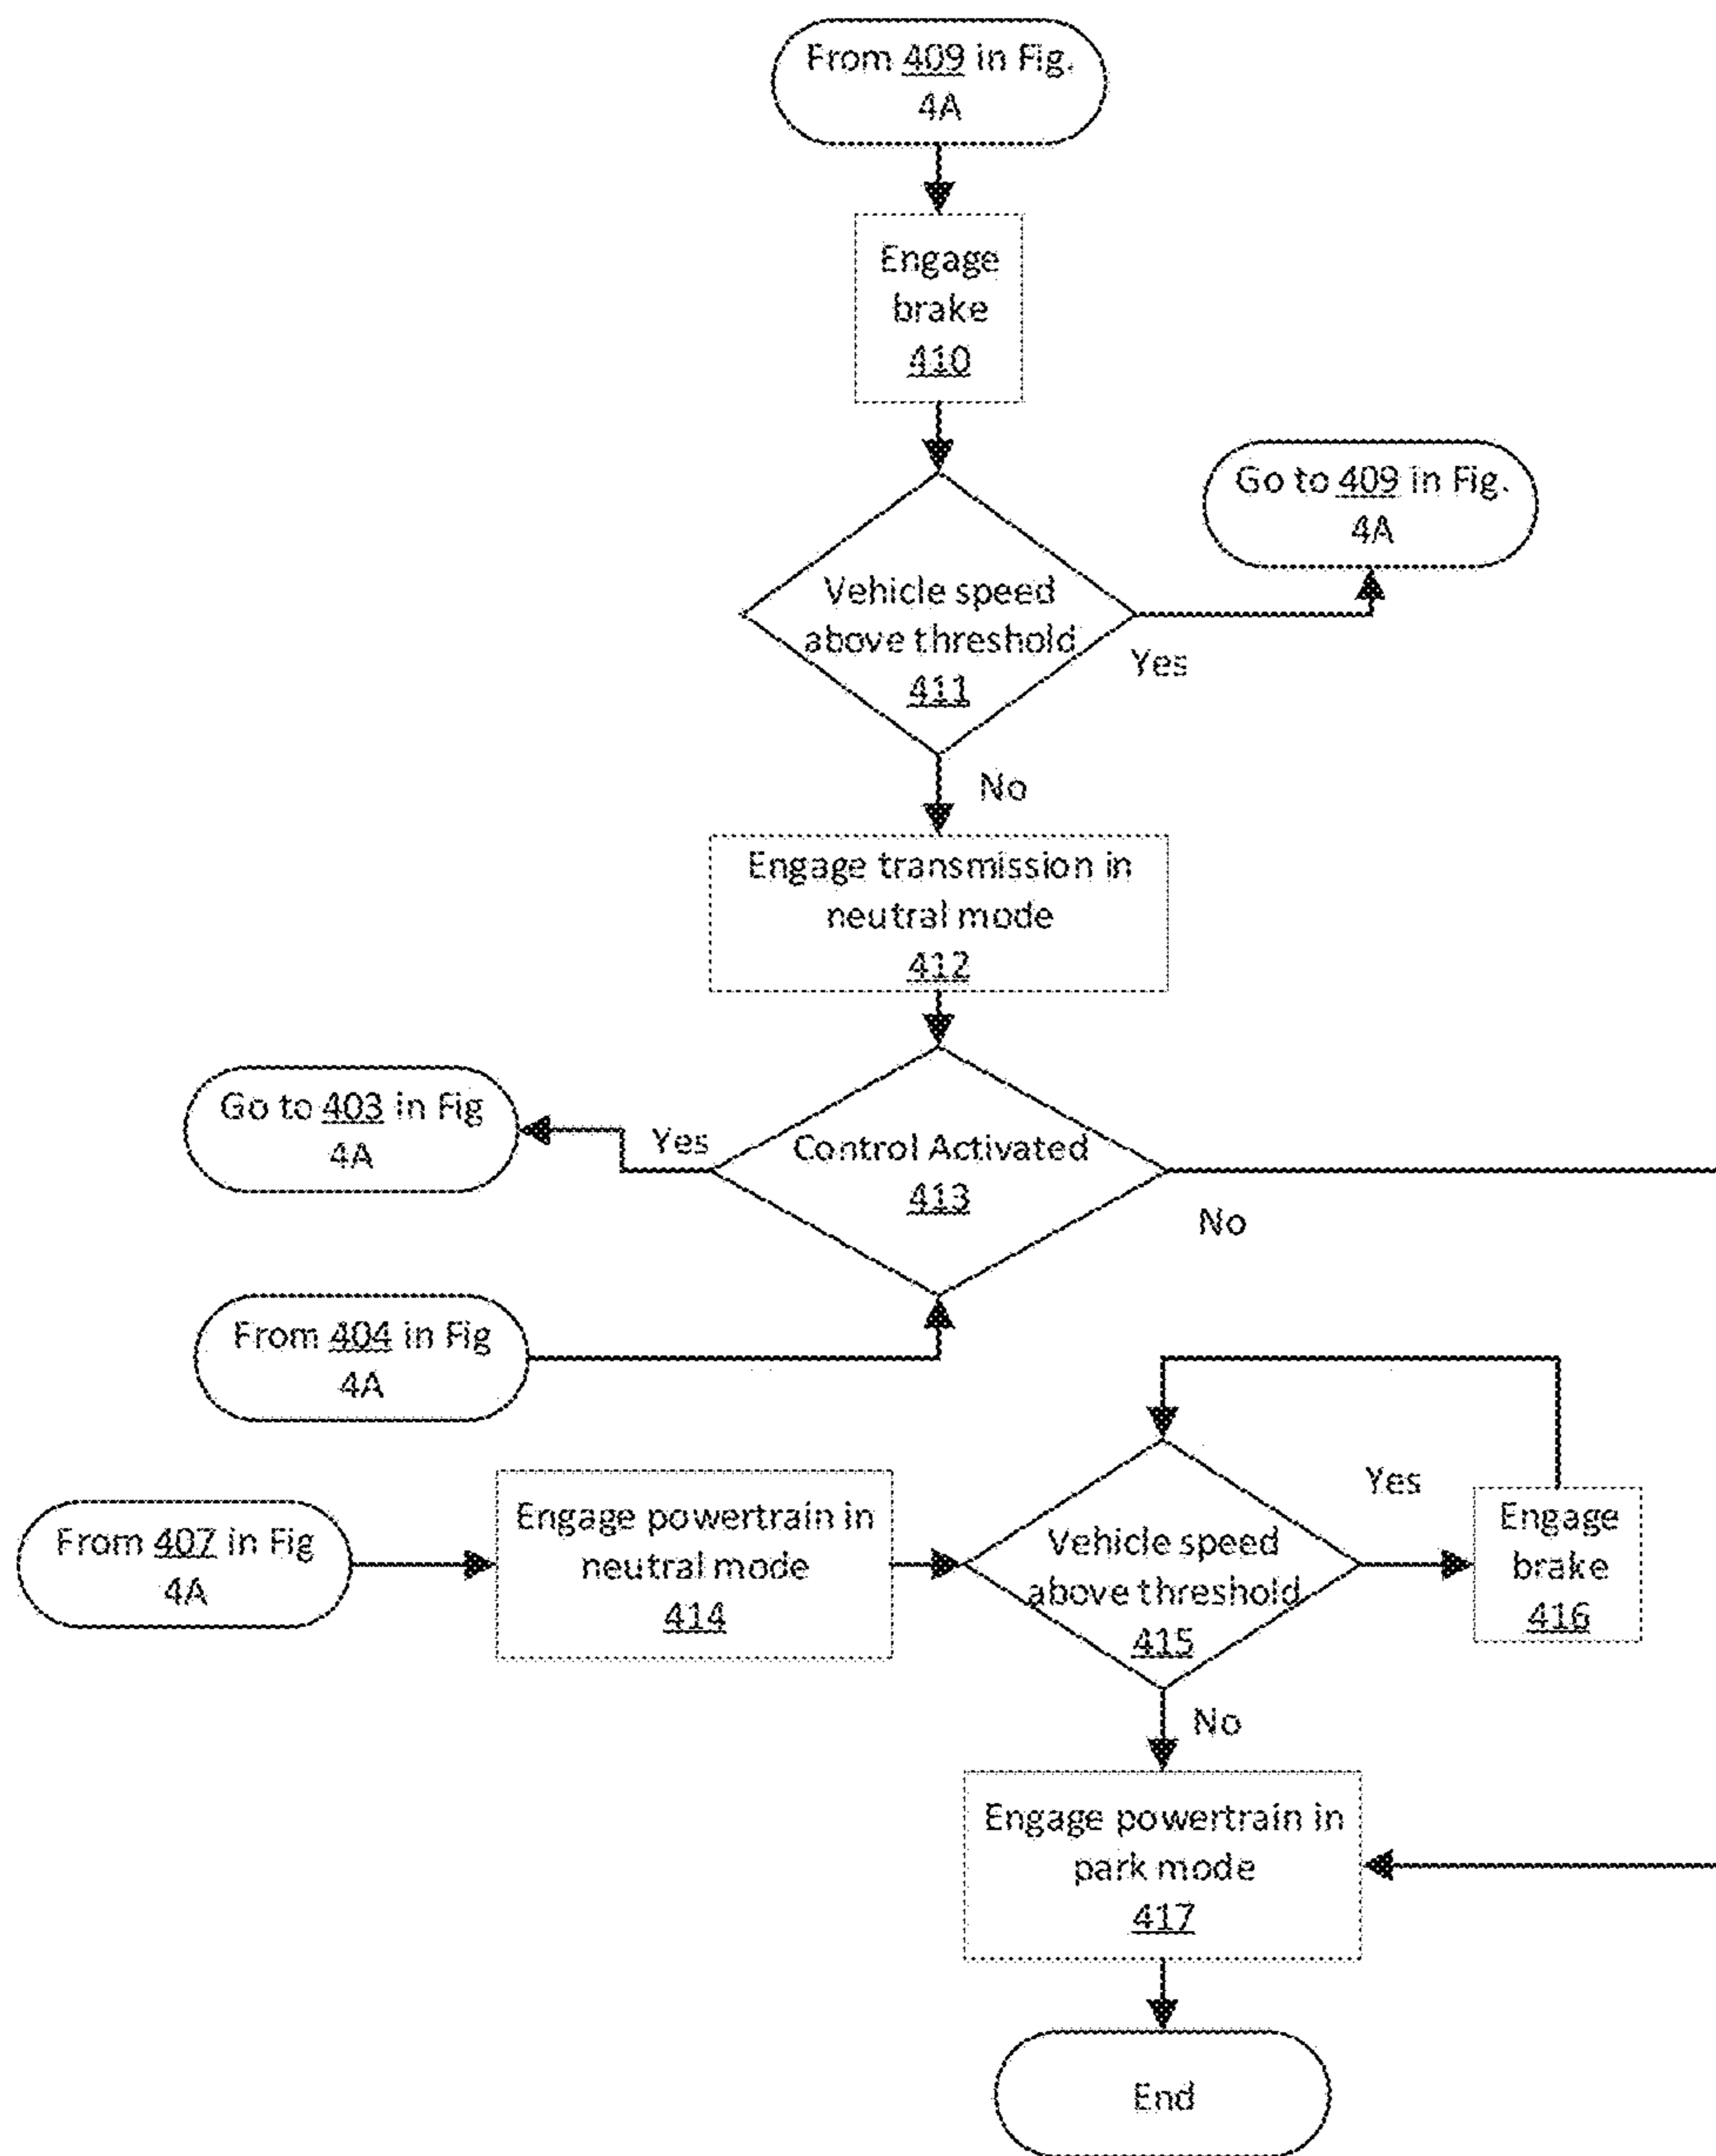 From 409 in Fig.
4A
Engage
brake
410
Go to 409 in Fig.
4A
Vehicle speed
above threshold
411
Yes
No
Engage transmission in
neutral mode
412
Go to 403 in Fig
4A
Yes
Control Activated
413
No
From 404 in Fig
4A
From 407 in Fig
4A
Engage powertrain in
neutral mode
414
Vehicle speed
above threshold
415
Yes
Engage
brake
416
No
Engage powertrain in
park mode
417
End